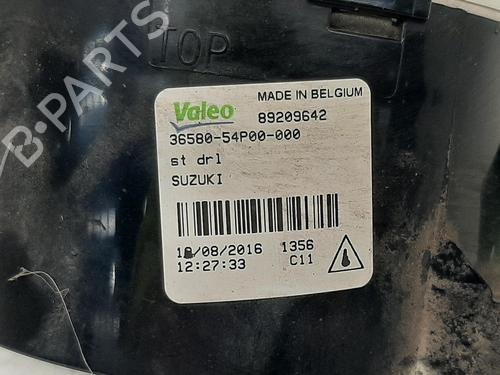 B-PARTS
TOP
Valeo MADE IN BELGIUM
89209642
36580-54P00-000
st drl
SUZUKI
/08/2016 1356
12:27:33 C11
B-PARTS